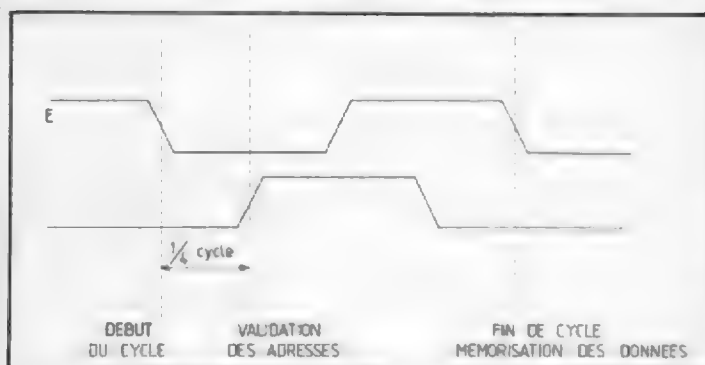 E
1/4 cycle
DEBUT
DU CYCLE
VALIDATION
DES ADRESSES
FIN DE CYCLE
MEMORISATION DES DONNEES